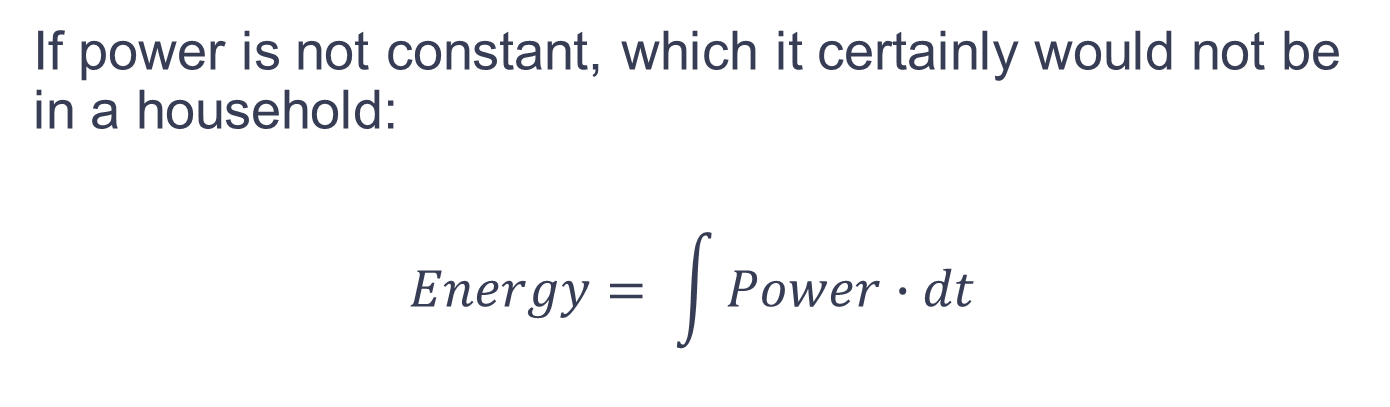 If power is not constant, which it certainly would not be
in a household:
Energy = ∫ Power · dt